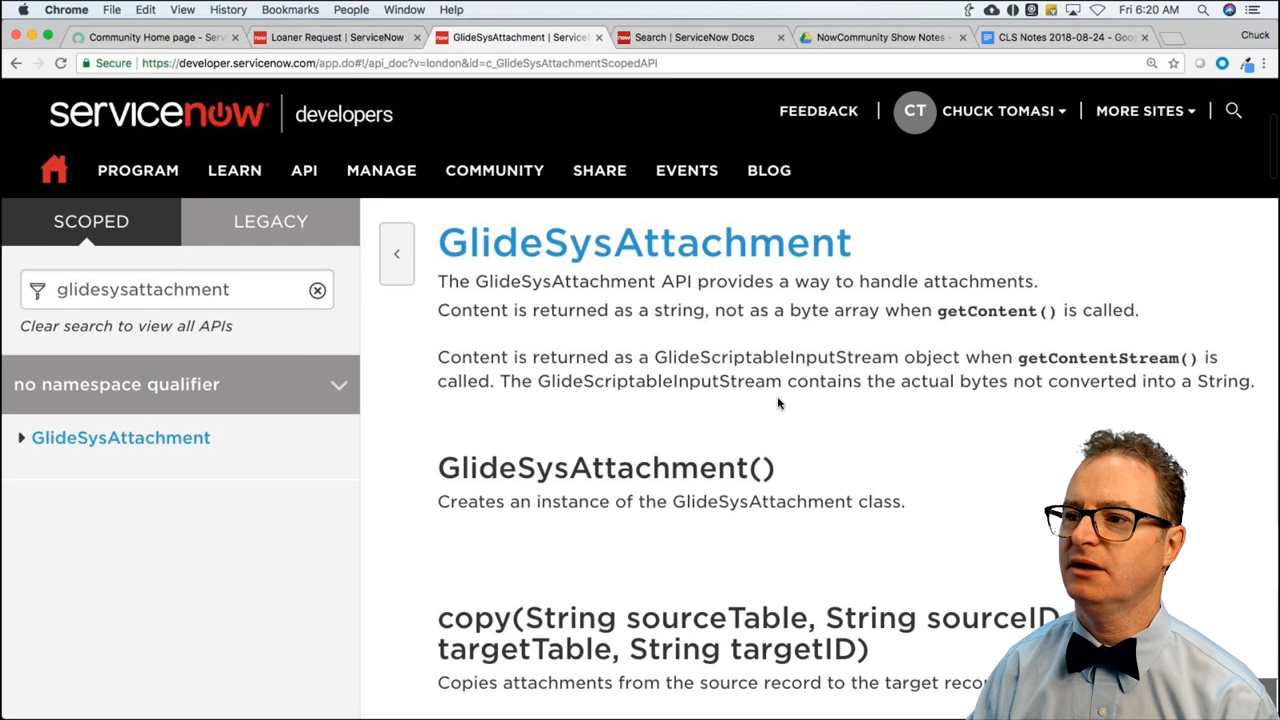 Chrome File Edit View History Bookmarks People Window Help
Fri 6:20 AM Chuck
Community Home page - Serv
Loaner Request | ServiceNow
GlideSysAttachment | Service
Search | ServiceNow Docs
NowCommunity Show Notes -
CLS Notes 2018-08-24 - Goo
Chuck
Secure https://developer.servicenow.com/app.do#!/api_doc?v=london&id=c_GlideSysAttachmentScopedAPI
servicenow developers
FEEDBACK | CT CHUCK TOMASI | MORE SITES |
PROGRAM LEARN API MANAGE COMMUNITY SHARE EVENTS BLOG
SCOPED LEGACY
glidesysattachment
Clear search to view all APIs
no namespace qualifier
GlideSysAttachment
GlideSysAttachment
The GlideSysAttachment API provides a way to handle attachments.
Content is returned as a string, not as a byte array when getContent() is called.
Content is returned as a GlideScriptableInputStream object when getContentStream() is
called. The GlideScriptableInputStream contains the actual bytes not converted into a String.
GlideSysAttachment()
Creates an instance of the GlideSysAttachment class.
copy(String sourceTable, String sourceID
targetTable, String targetID)
Copies attachments from the source record to the target